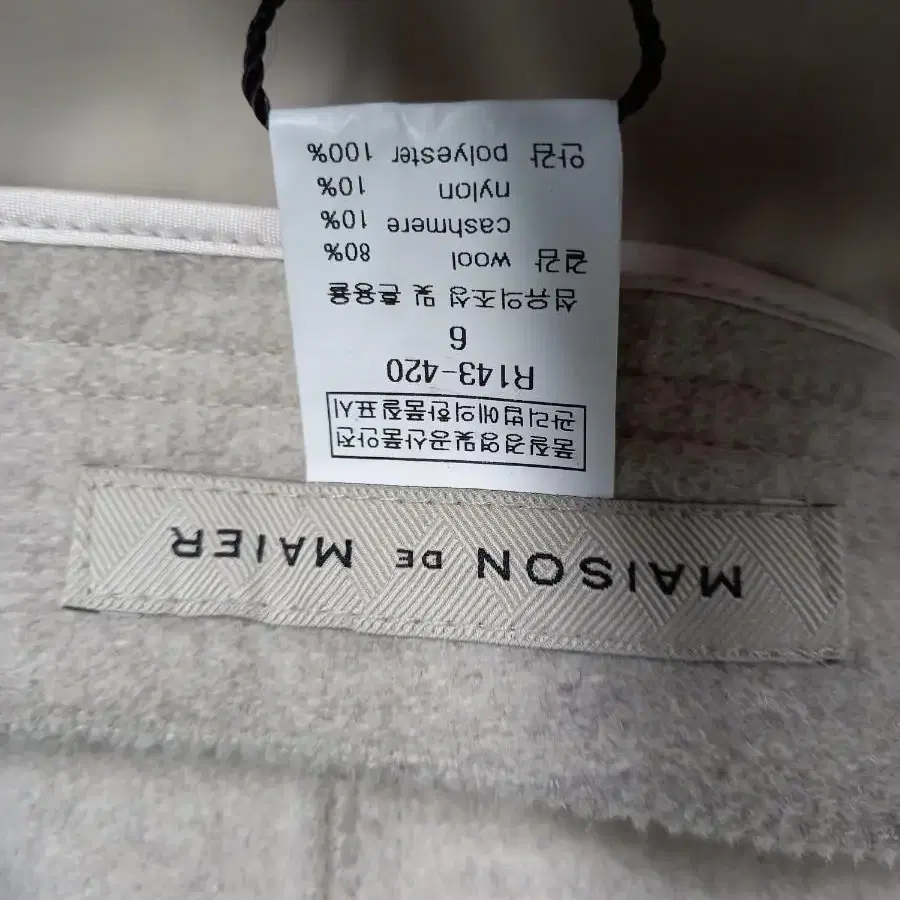 MAISON DE MAIER
품질경영및공산품안전
관리법에의한품질표시
R143-420
6
섬유의조성 및 혼용율
겉감 wool 80%
cashmere 10%
nylon 10%
안감 polyester 100%